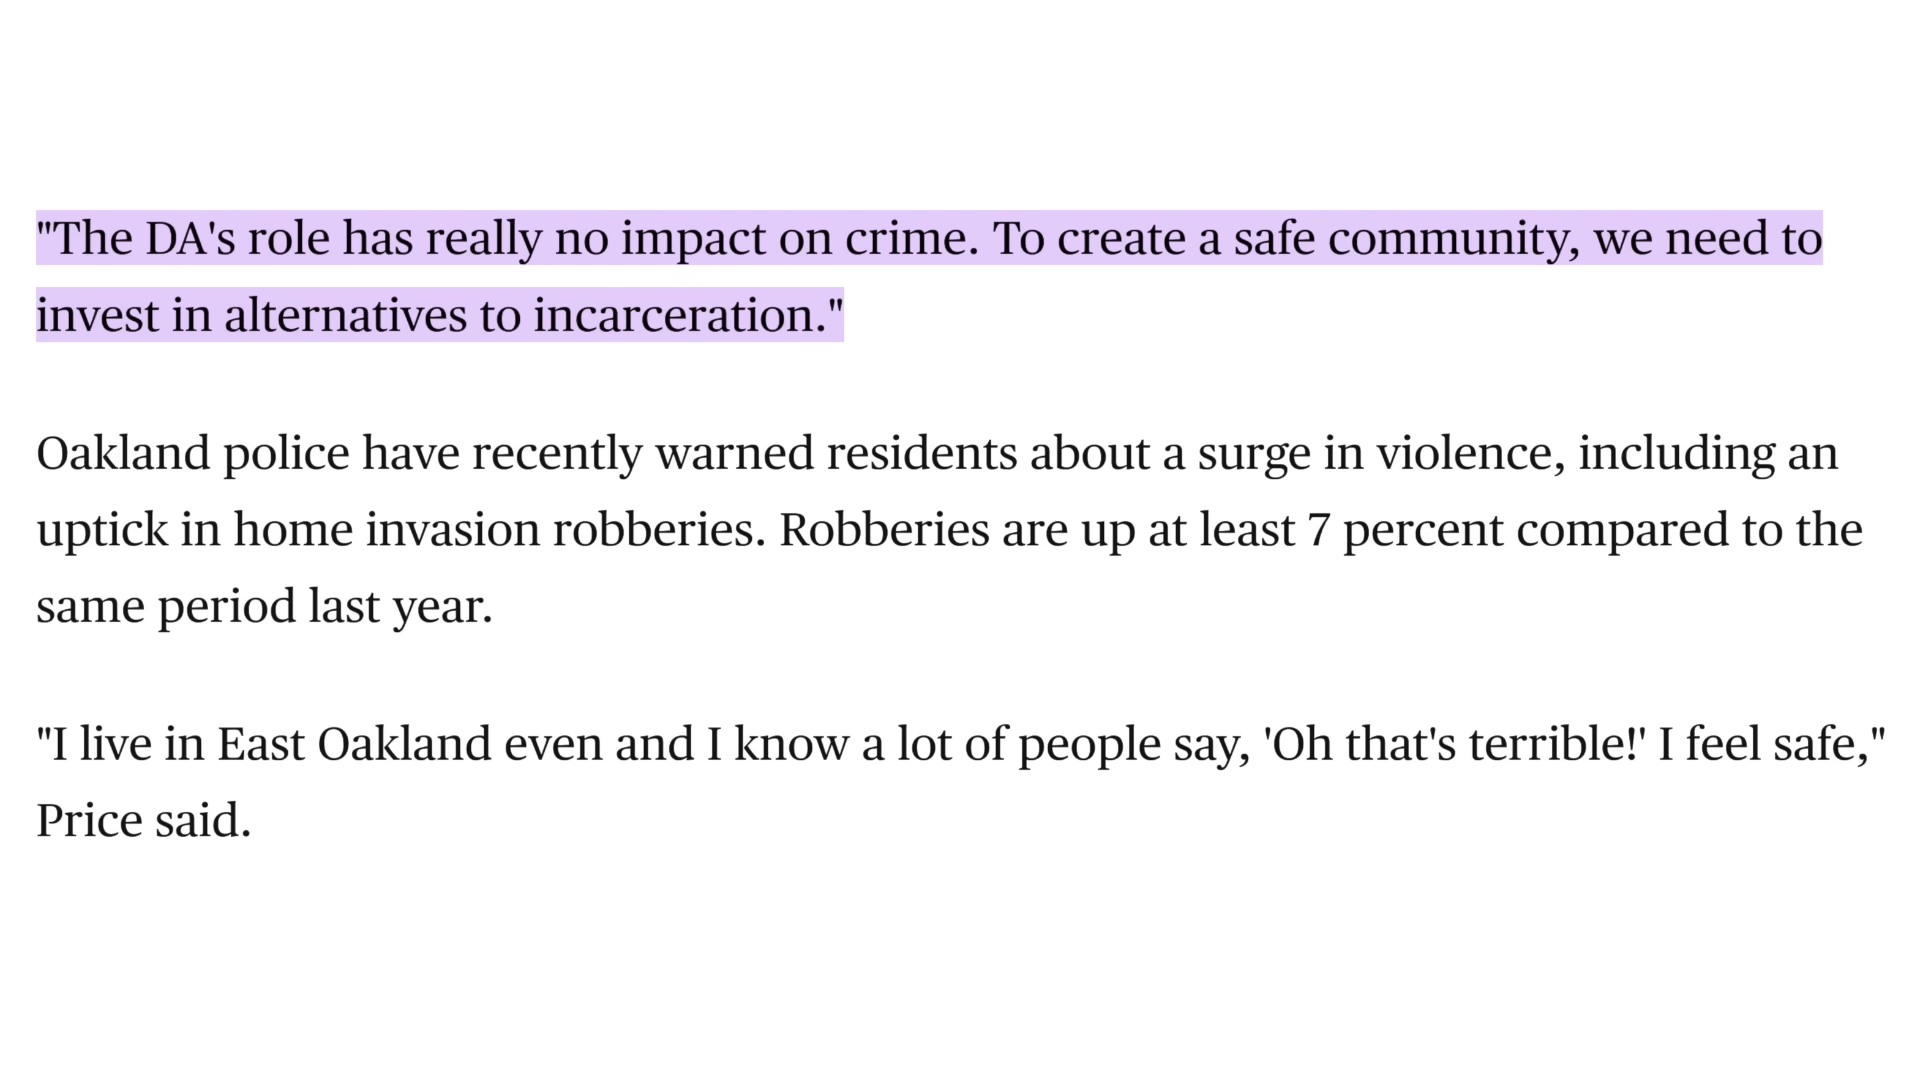 "The DA's role has really no impact on crime. To create a safe community, we need to
invest in alternatives to incarceration."
Oakland police have recently warned residents about a surge in violence, including an
uptick in home invasion robberies. Robberies are up at least 7 percent compared to the
same period last year.
"I live in East Oakland even and I know a lot of people say, 'Oh that's terrible!' I feel safe,"
Price said.